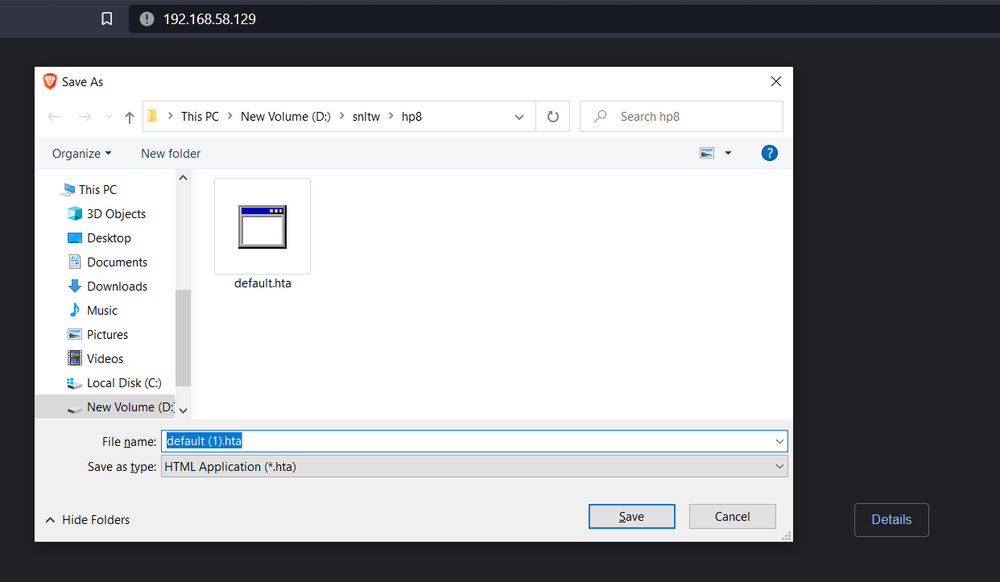 192.168.58.129
Save As
This PC New Volume (D:) snltw hp8
Search hp8
Organize New folder
?
This PC
3D Objects
Desktop
Documents
Downloads
Music
Pictures
Videos
Local Disk (C:)
New Volume (D:)
default.hta
File name: default (1).hta
Save as type: HTML Application (*.hta)
Hide Folders
Save
Cancel
Details